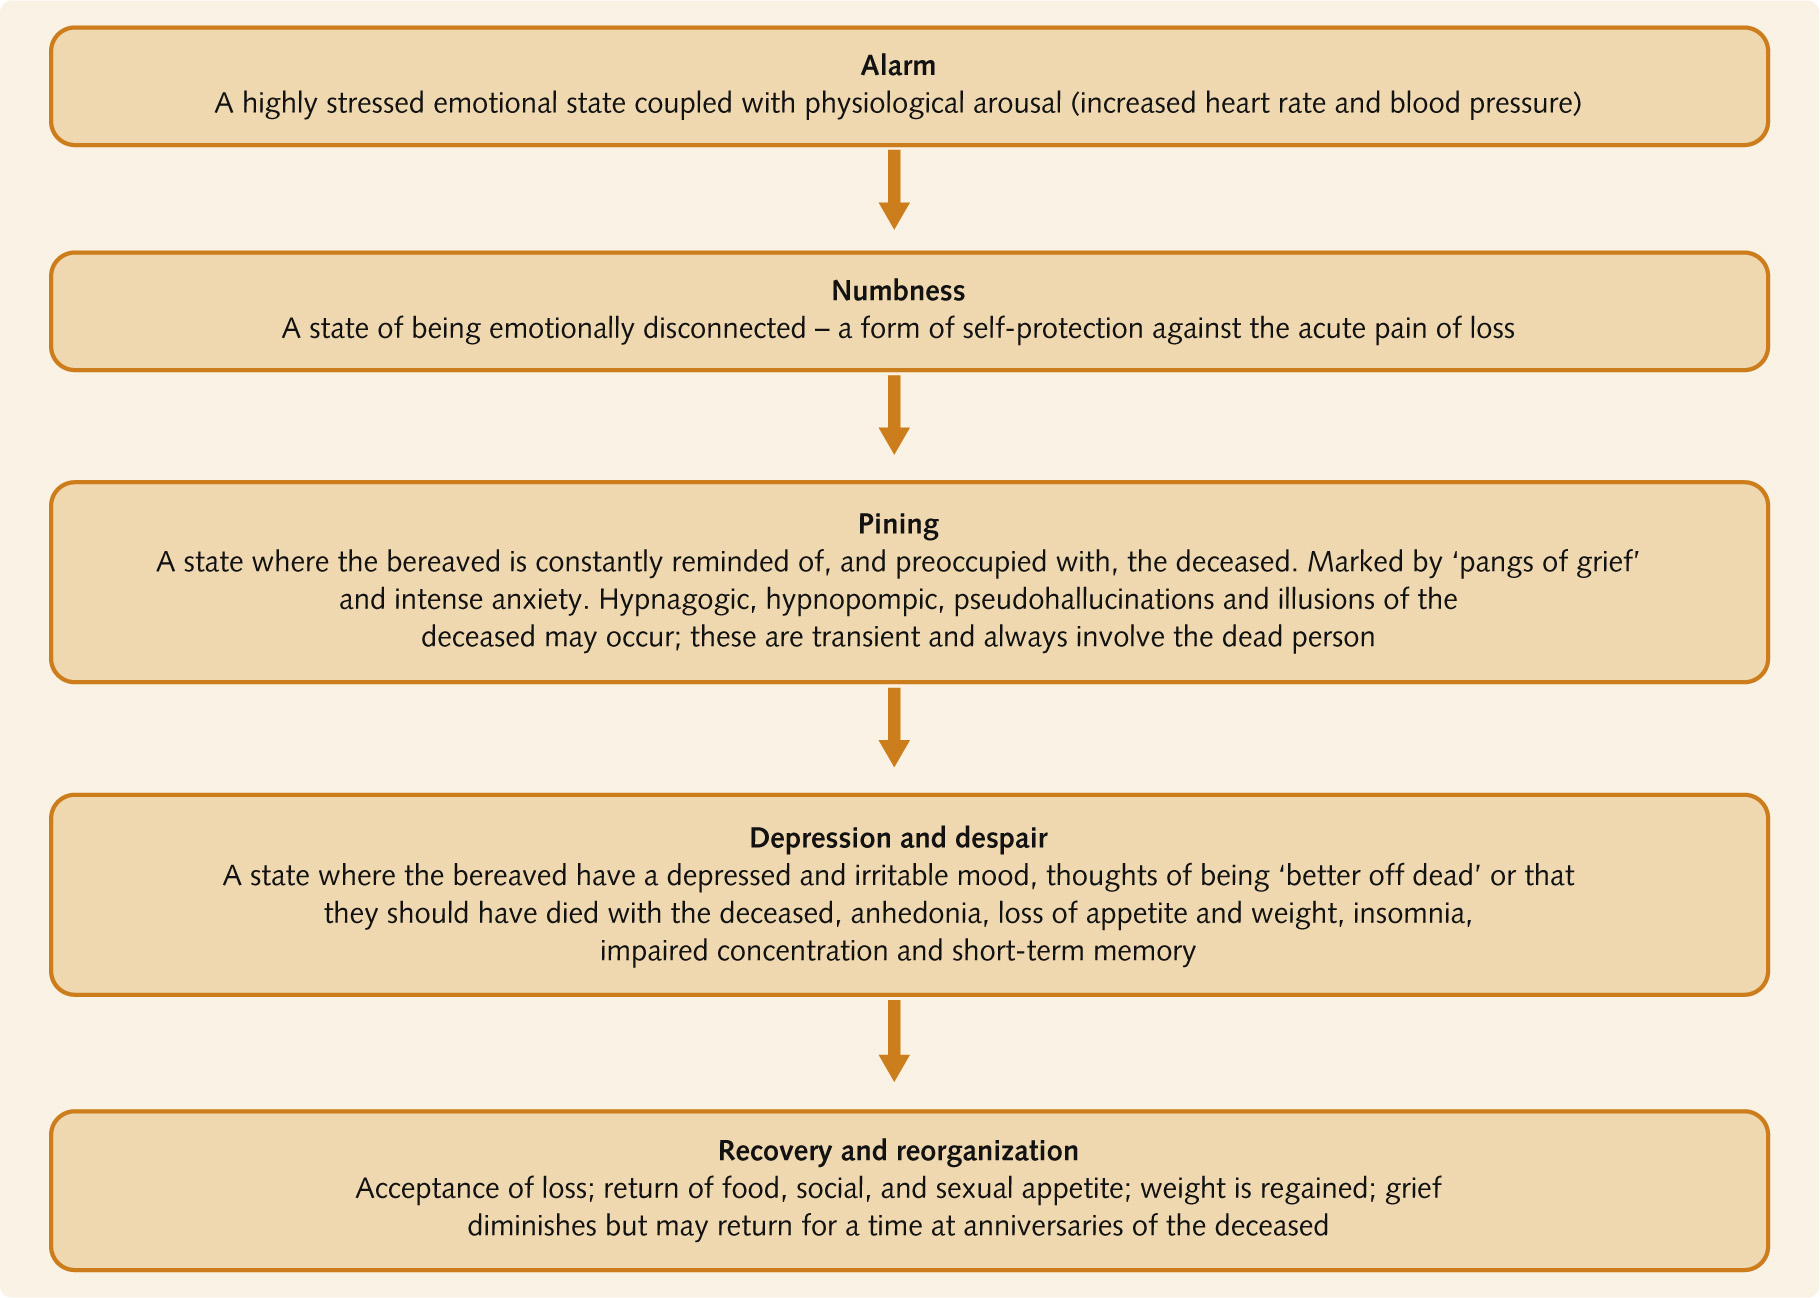 Alarm
A highly stressed emotional state coupled with physiological arousal (increased heart rate and blood pressure)
Numbness
A state of being emotionally disconnected – a form of self-protection against the acute pain of loss
Pining
A state where the bereaved is constantly reminded of, and preoccupied with, the deceased. Marked by ‘pangs of grief’
and intense anxiety. Hypnagogic, hypnopompic, pseudohallucinations and illusions of the
deceased may occur; these are transient and always involve the dead person
Depression and despair
A state where the bereaved have a depressed and irritable mood, thoughts of being ‘better off dead’ or that
they should have died with the deceased, anhedonia, loss of appetite and weight, insomnia,
impaired concentration and short-term memory
Recovery and reorganization
Acceptance of loss; return of food, social, and sexual appetite; weight is regained; grief
diminishes but may return for a time at anniversaries of the deceased